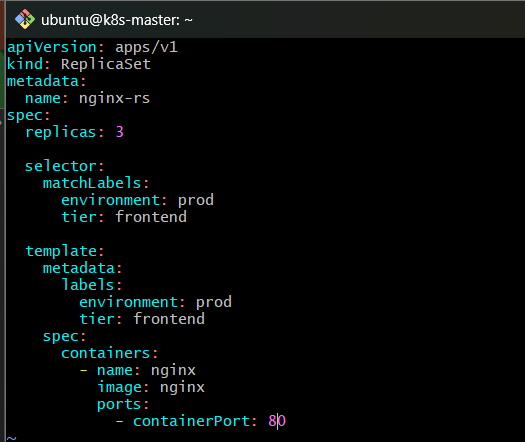 ubuntu@k8s-master: ~
apiVersion: apps/v1
kind: ReplicaSet
metadata:
  name: nginx-rs
spec:
  replicas: 3

  selector:
    matchLabels:
      environment: prod
      tier: frontend

  template:
    metadata:
      labels:
        environment: prod
        tier: frontend
    spec:
      containers:
        - name: nginx
          image: nginx
          ports:
            - containerPort: 80
~